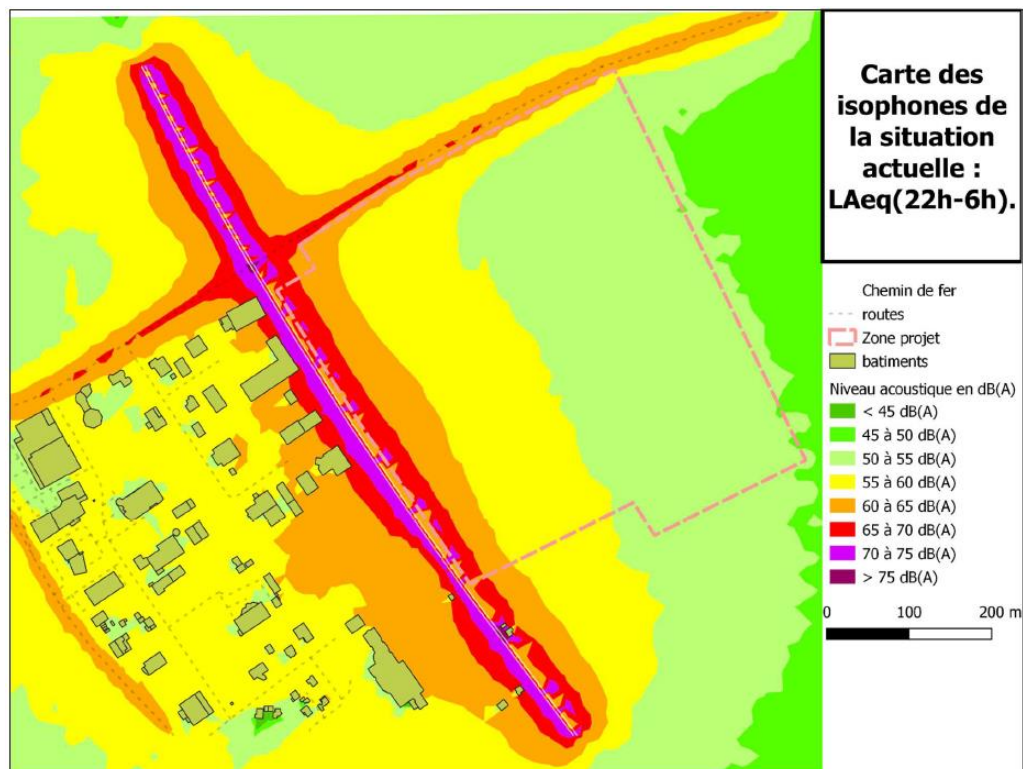 Carte des
isophones de
la situation
actuelle :
LAeq(22h-6h).
Chemin de fer
routes
Zone projet
batiments
Niveau acoustique en dB(A)
< 45 dB(A)
45 à 50 dB(A)
50 à 55 dB(A)
55 à 60 dB(A)
60 à 65 dB(A)
65 à 70 dB(A)
70 à 75 dB(A)
> 75 dB(A)
0 100 200 m